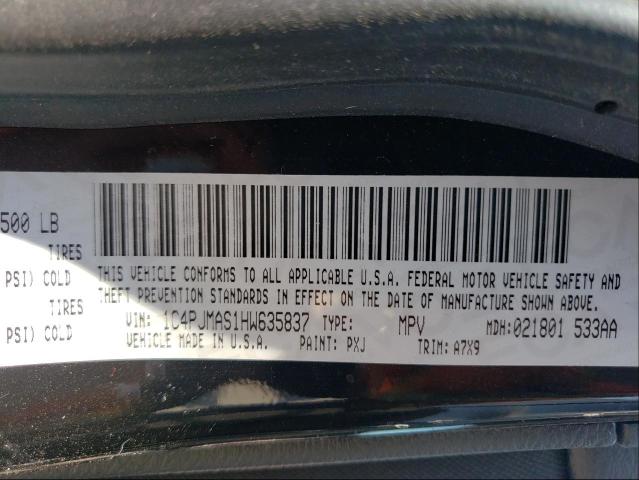 500 LB
TIRES
PSI) COLD
TIRES
PSI) COLD
THIS VEHICLE CONFORMS TO ALL APPLICABLE U.S.A. FEDERAL MOTOR VEHICLE SAFETY AND
THEFT PREVENTION STANDARDS IN EFFECT ON THE DATE OF MANUFACTURE SHOWN ABOVE.
VIN: 1C4PJMAS1HW635837 TYPE: MPV MDH:021801 533AA
VEHICLE MADE IN U.S.A. PAINT: PXJ TRIM: A7X9